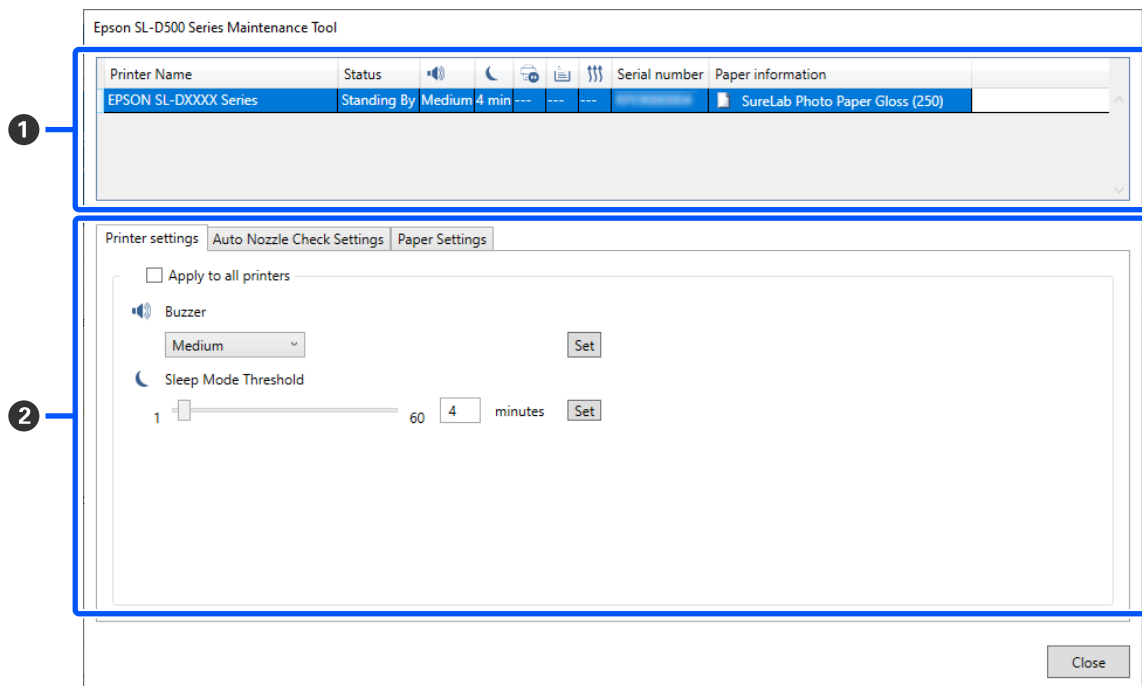 Epson SL-D500 Series Maintenance Tool
Printer Name Status Serial number Paper information
EPSON SL-DXXXX Series Standing By Medium 4 min --- --- --- SureLab Photo Paper Gloss (250)
1
Printer settings Auto Nozzle Check Settings Paper Settings
Apply to all printers
Buzzer
Medium Set
Sleep Mode Threshold
1 60 4 minutes Set
2
Close